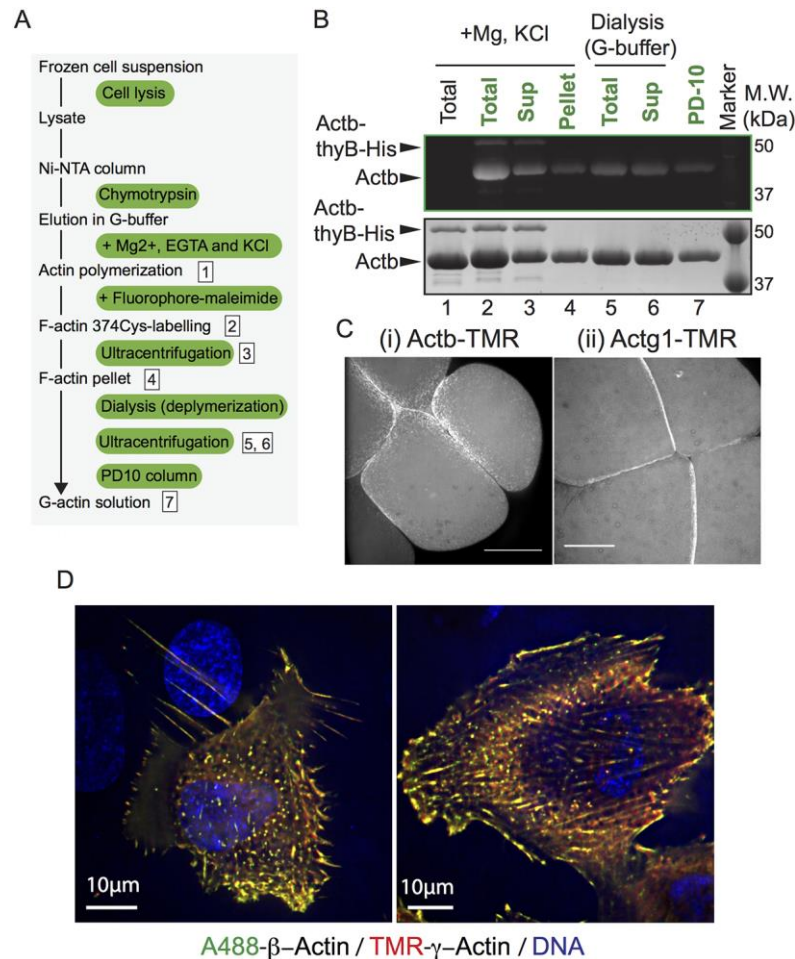 A
Frozen cell suspension
Cell lysis
Lysate
Ni-NTA column
Chymotrypsin
Elution in G-buffer
+ Mg2+, EGTA and KCl
Actin polymerization 1
+ Fluorophore-maleimide
F-actin 374Cys-labelling 2
Ultracentrifugation 3
F-actin pellet 4
Dialysis (deplymerization)
Ultracentrifugation 5, 6
PD10 column
G-actin solution 7
B
+Mg, KCl
Dialysis
(G-buffer)
Total
Total
Sup
Pellet
Total
Sup
PD-10
Marker
M.W.
(kDa)
Actb-
thyB-His
Actb
50
37
Actb-
thyB-His
Actb
50
37
1 2 3 4 5 6 7
C
(i) Actb-TMR
(ii) Actg1-TMR
D
10μm
10μm
A488-β–Actin / TMR-γ–Actin / DNA